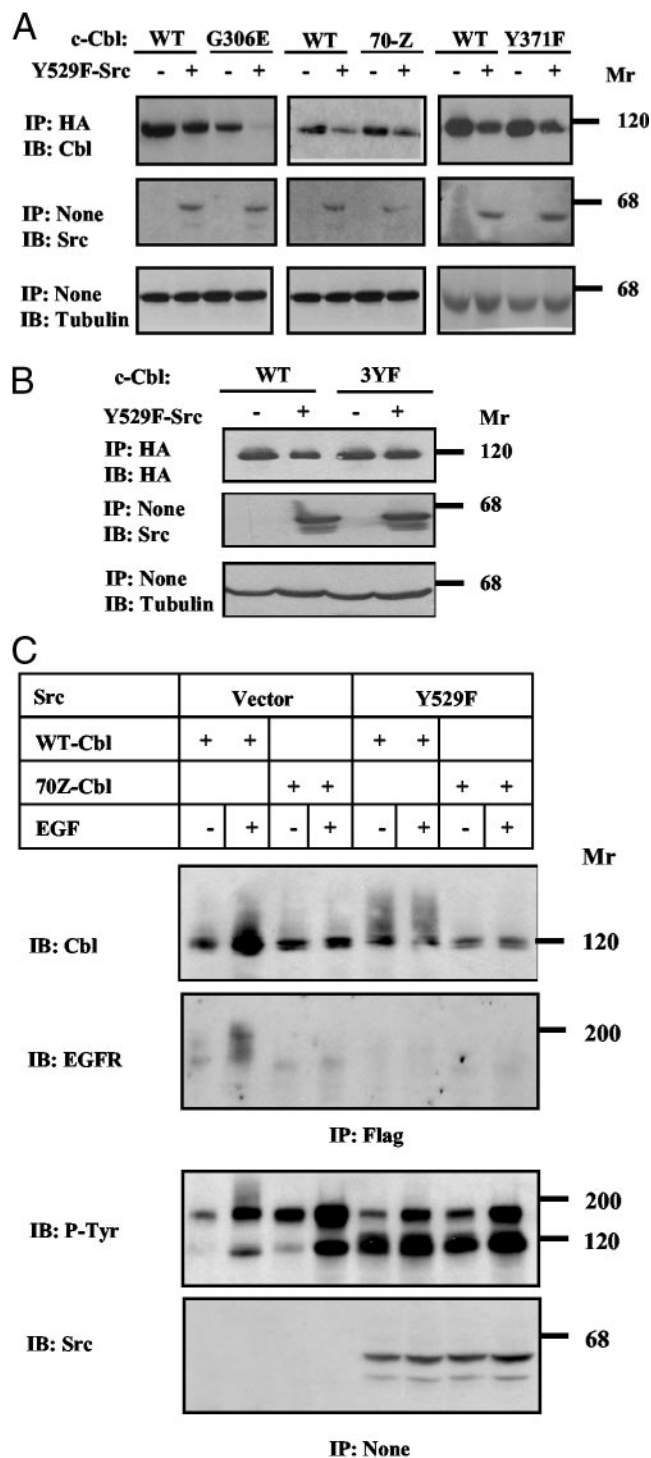 A
c-Cbl: WT G306E WT 70-Z WT Y371F
Y529F-Src - + - + - + - + - + - + Mr
IP: HA
IB: Cbl
120
IP: None
IB: Src
68
IP: None
IB: Tubulin
68
B
c-Cbl: WT 3YF
Y529F-Src - + - + Mr
IP: HA
IB: HA
120
IP: None
IB: Src
68
IP: None
IB: Tubulin
68
C
Src Vector Y529F
WT-Cbl + + + +
70Z-Cbl + + + +
EGF - + - + - + - +
Mr
IB: Cbl 120
200
IB: EGFR
IP: Flag
200
IB: P-Tyr
120
IB: Src 68
IP: None